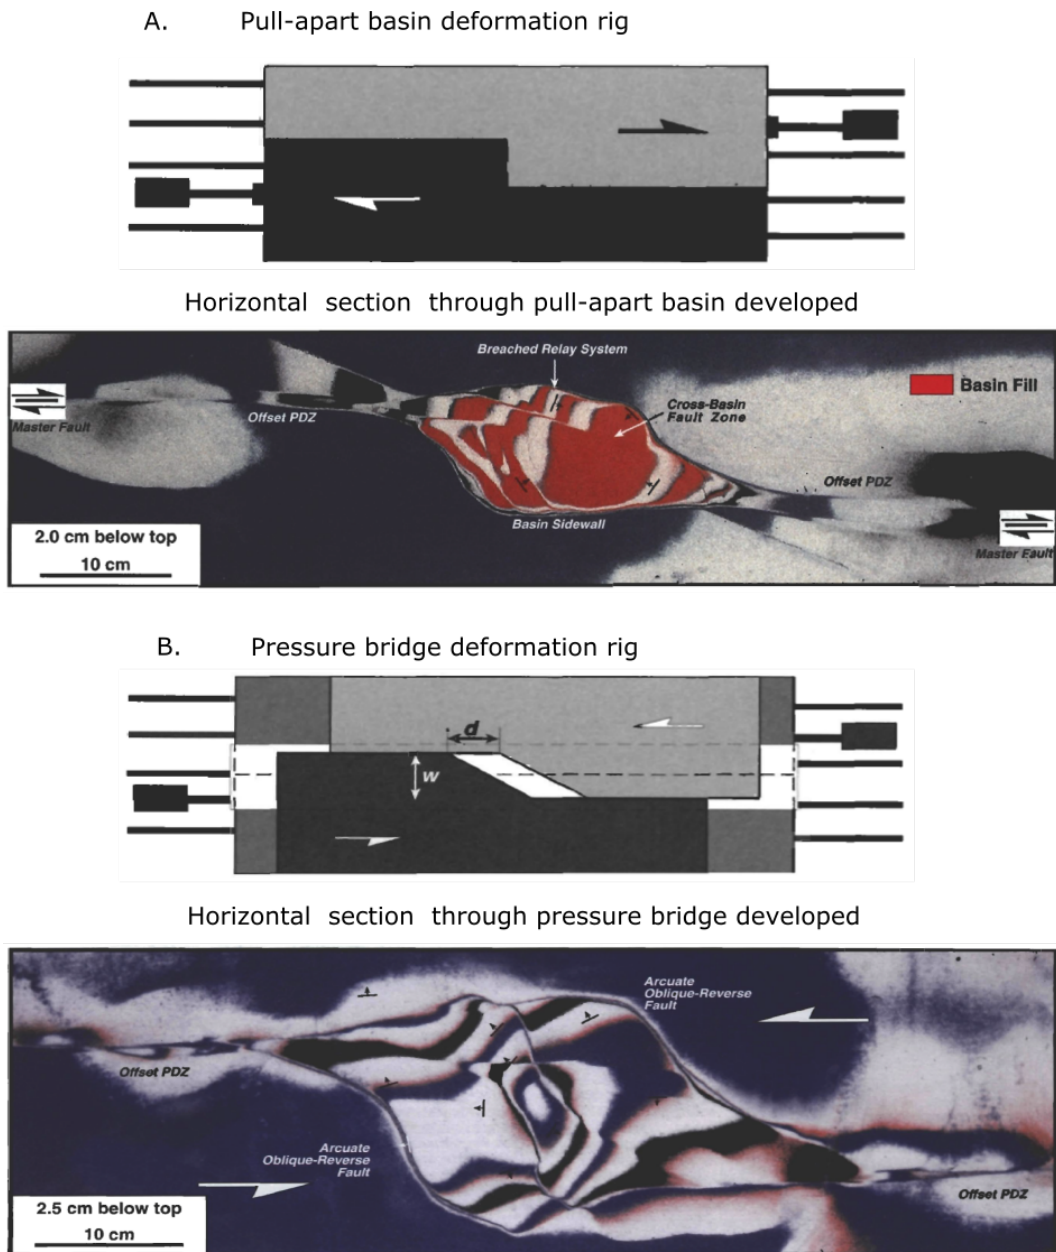 A. Pull-apart basin deformation rig
Horizontal section through pull-apart basin developed
Breached Relay System
Basin Fill
Cross-Basin
Fault Zone
Master Fault
Offset PDZ
Offset PDZ
Basin Sidewall
2.0 cm below top
10 cm
Master Fault
B. Pressure bridge deformation rig
d
w
Horizontal section through pressure bridge developed
Arcuate
Oblique-Reverse
Fault
Offset PDZ
Arcuate
Oblique-Reverse
Fault
Offset PDZ
2.5 cm below top
10 cm